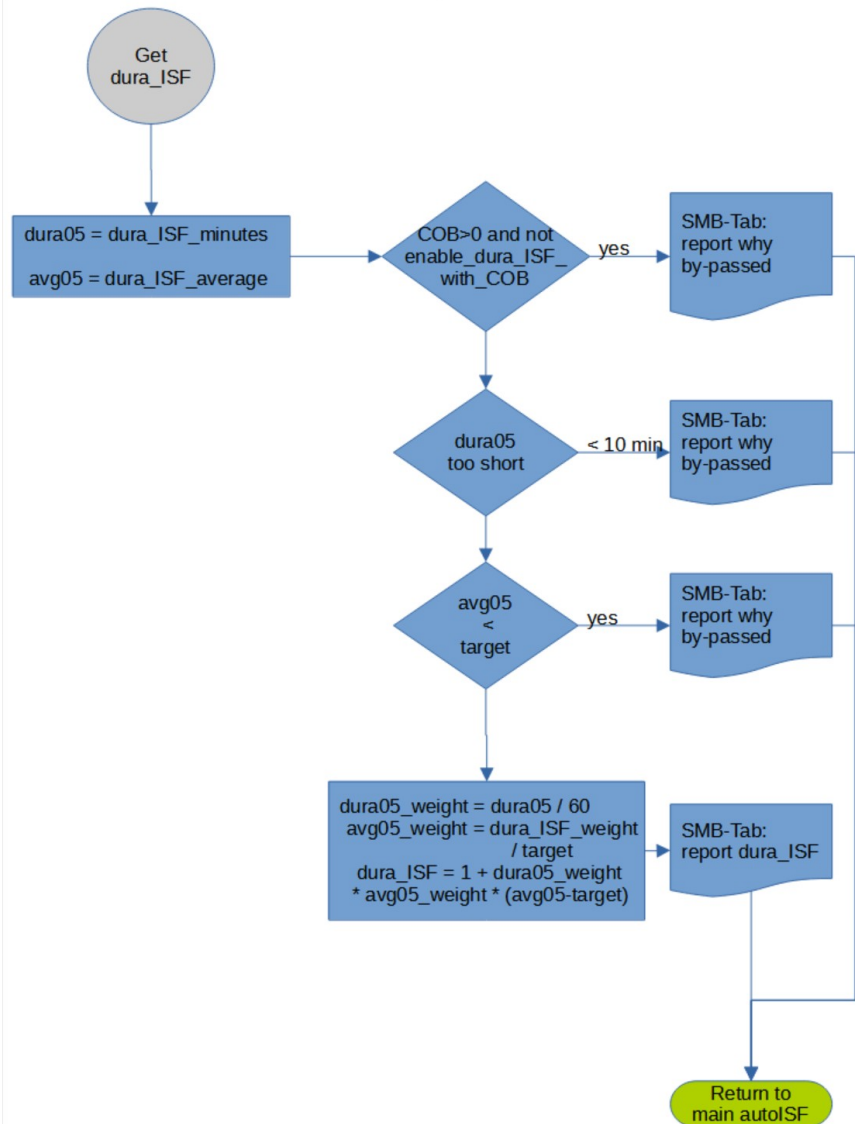 Get
dura_ISF
dura05 = dura_ISF_minutes
avg05 = dura_ISF_average
COB>0 and not
enable_dura_ISF_
with_COB
yes
SMB-Tab:
report why
by-passed
dura05
too short
< 10 min
SMB-Tab:
report why
by-passed
avg05
<
target
yes
SMB-Tab:
report why
by-passed
dura05_weight = dura05 / 60
avg05_weight = dura_ISF_weight
/ target
dura_ISF = 1 + dura05_weight
* avg05_weight * (avg05-target)
SMB-Tab:
report dura_ISF
Return to
main autoISF